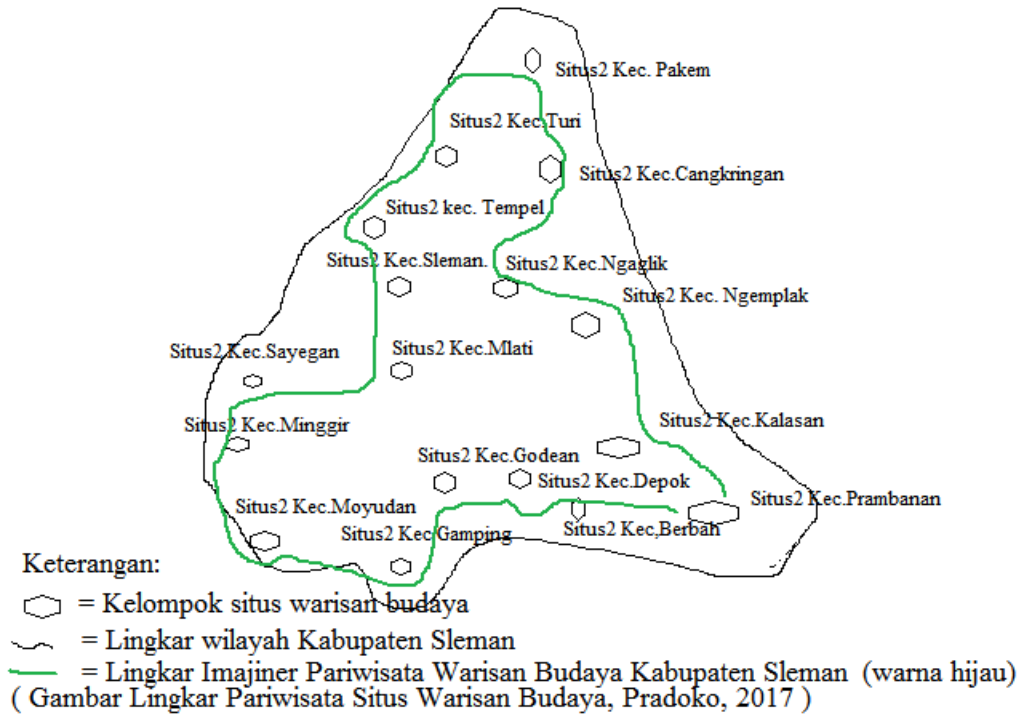 Situs2 Kec. Pakem
Situs2 Kec.Turi
Situs2 Kec.Cangkringan
Situs2 kec. Tempel
Situs2 Kec.Sleman.
Situs2 Kec.Ngaglik
Situs2 Kec. Ngemplak
Situs2 Kec.Sayegan
Situs2 Kec.Mlati
Situs2 Kec.Minggir
Situs2 Kec.Kalasan
Situs2 Kec.Godean
Situs2 Kec.Depok
Situs2 Kec.Prambanan
Situs2 Kec.Moyudan
Situs2 Kec Gamping
Situs2 Kec,Berbah
Keterangan:
= Kelompok situs warisan budaya
= Lingkar wilayah Kabupaten Sleman
= Lingkar Imajiner Pariwisata Warisan Budaya Kabupaten Sleman (warna hijau)
( Gambar Lingkar Pariwisata Situs Warisan Budaya, Pradoko, 2017 )